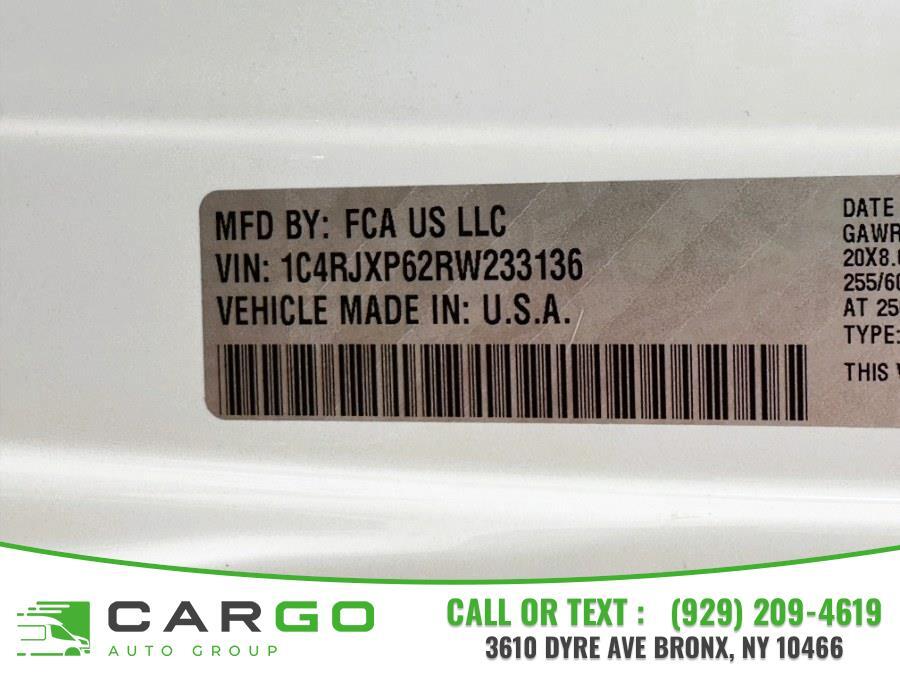 MFD BY: FCA US LLC
VIN: 1C4RJXP62RW233136
VEHICLE MADE IN: U.S.A.
DATE
GAWR
20X8.
255/60
AT 25
TYPE:
THIS
CARGO
AUTO GROUP
CALL OR TEXT : (929) 209-4619
3610 DYRE AVE BRONX, NY 10466